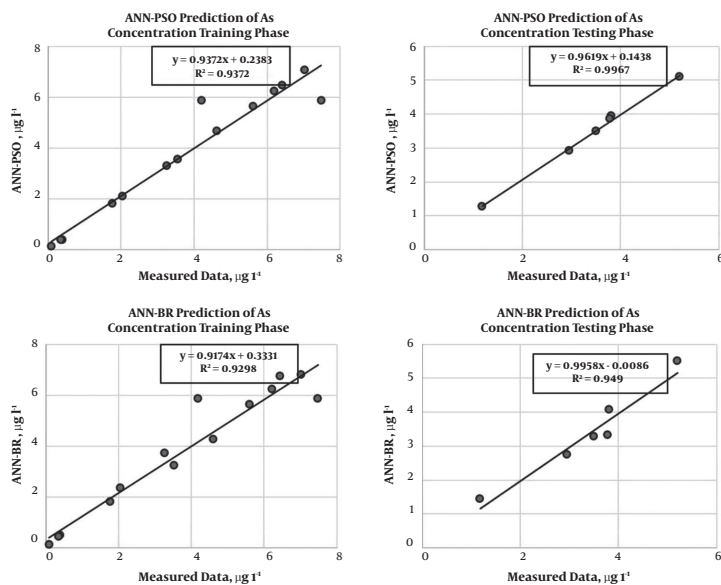 ANN-PSO Prediction of As
Concentration Training Phase
8
6
4
2
0
y = 0.9372x + 0.2383
R² = 0.9372
ANN-PSO , µg l⁻¹
2
4
6
8
Measured Data, µg l⁻¹
ANN-PSO Prediction of As
Concentration Testing Phase
6
5
4
3
2
1
0
y = 0.9619x + 0.1438
R² = 0.9967
ANN-PSO, µg l⁻¹
0
2
4
6
Measured Data, µg l⁻¹
ANN-BR Prediction of As
Concentration Training Phase
8
6
4
2
0
y = 0.9174x + 0.3331
R² = 0.9298
ANN-BR, µg l⁻¹
0
2
4
6
8
Measured Data, µg l⁻¹
ANN-BR Prediction of As
Concentration Testing Phase
6
5
4
3
2
1
0
y = 0.9958x - 0.0086
R² = 0.949
ANN-BR, µg l⁻¹
0
2
4
6
Measured Data, µg l⁻¹